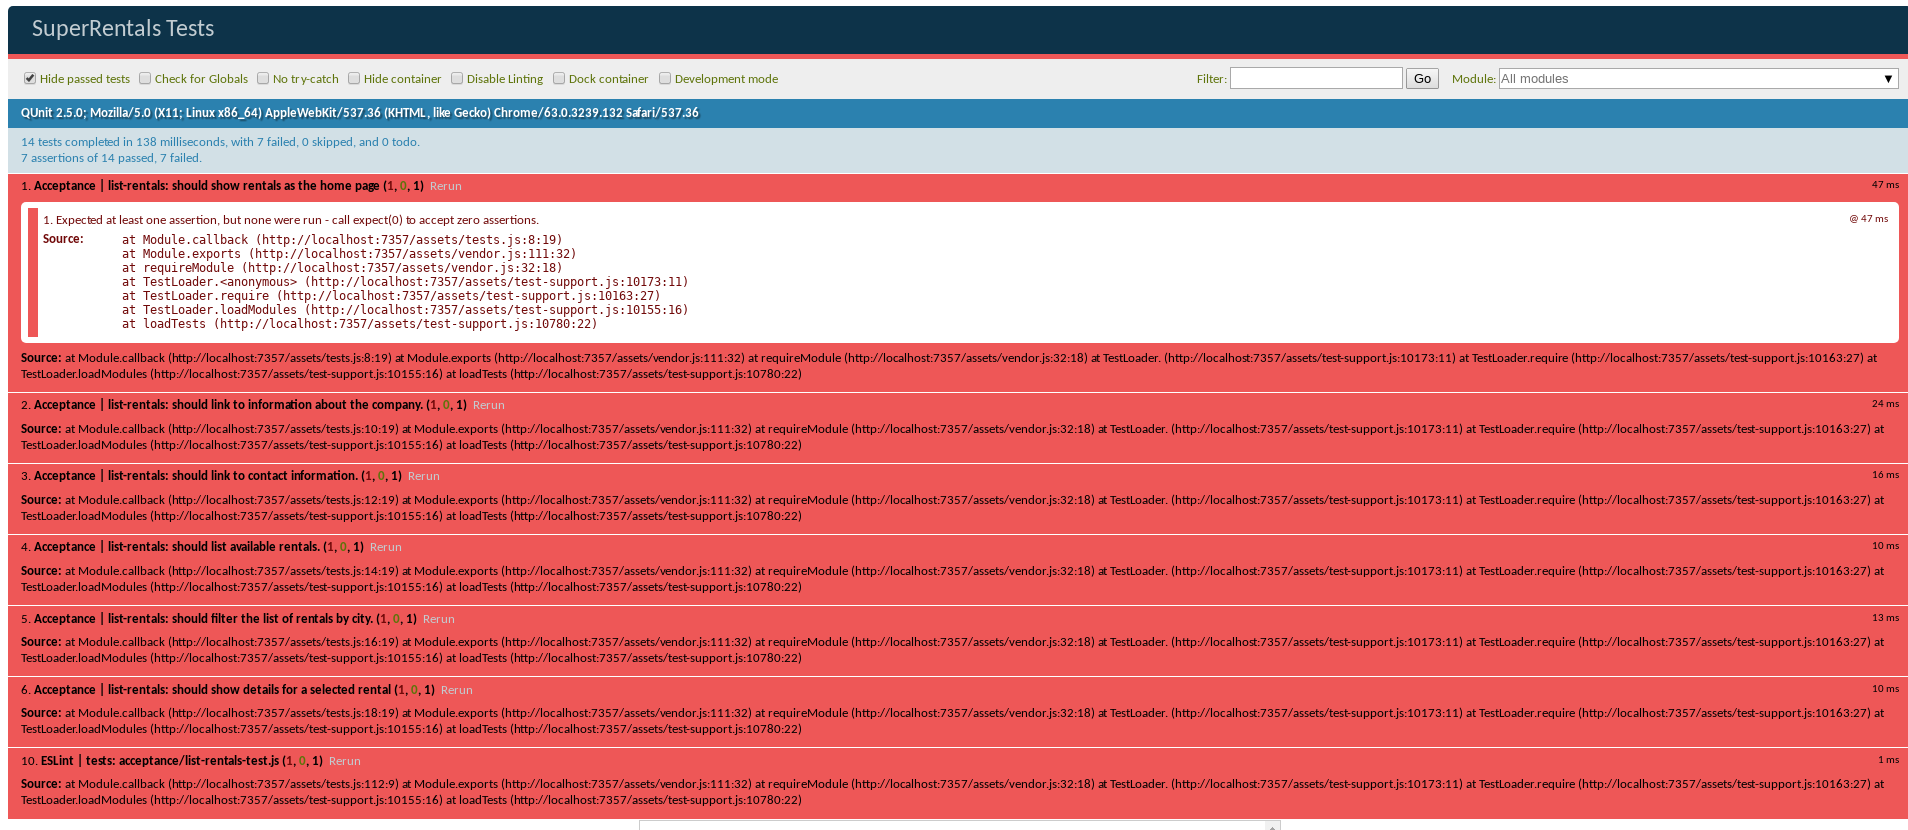 SuperRentals Tests
Hide passed tests Check for Globals No try-catch Hide container Disable Linting Dock container Development mode Filter: Go Module: All modules ▼
QUnit 2.5.0; Mozilla/5.0 (X11; Linux x86_64) AppleWebKit/537.36 (KHTML, like Gecko) Chrome/63.0.3239.132 Safari/537.36
14 tests completed in 138 milliseconds, with 7 failed, 0 skipped, and 0 todo.
7 assertions of 14 passed, 7 failed.
1. Acceptance | list-rentals: should show rentals as the home page (1, 0, 1) Rerun 47 ms
1. Expected at least one assertion, but none were run - call expect(0) to accept zero assertions. @ 47 ms
Source: at Module.callback (http://localhost:7357/assets/tests.js:8:19)
at Module.exports (http://localhost:7357/assets/vendor.js:111:32)
at requireModule (http://localhost:7357/assets/vendor.js:32:18)
at TestLoader.<anonymous> (http://localhost:7357/assets/test-support.js:10173:11)
at TestLoader.require (http://localhost:7357/assets/test-support.js:10163:27)
at TestLoader.loadModules (http://localhost:7357/assets/test-support.js:10155:16)
at loadTests (http://localhost:7357/assets/test-support.js:10780:22)
Source: at Module.callback (http://localhost:7357/assets/tests.js:8:19) at Module.exports (http://localhost:7357/assets/vendor.js:111:32) at requireModule (http://localhost:7357/assets/vendor.js:32:18) at TestLoader. (http://localhost:7357/assets/test-support.js:10173:11) at TestLoader.require (http://localhost:7357/assets/test-support.js:10163:27) at
TestLoader.loadModules (http://localhost:7357/assets/test-support.js:10155:16) at loadTests (http://localhost:7357/assets/test-support.js:10780:22)
2. Acceptance | list-rentals: should link to information about the company. (1, 0, 1) Rerun 24 ms
Source: at Module.callback (http://localhost:7357/assets/tests.js:10:19) at Module.exports (http://localhost:7357/assets/vendor.js:111:32) at requireModule (http://localhost:7357/assets/vendor.js:32:18) at TestLoader. (http://localhost:7357/assets/test-support.js:10173:11) at TestLoader.require (http://localhost:7357/assets/test-support.js:10163:27) at
TestLoader.loadModules (http://localhost:7357/assets/test-support.js:10155:16) at loadTests (http://localhost:7357/assets/test-support.js:10780:22)
3. Acceptance | list-rentals: should link to contact information. (1, 0, 1) Rerun 16 ms
Source: at Module.callback (http://localhost:7357/assets/tests.js:12:19) at Module.exports (http://localhost:7357/assets/vendor.js:111:32) at requireModule (http://localhost:7357/assets/vendor.js:32:18) at TestLoader. (http://localhost:7357/assets/test-support.js:10173:11) at TestLoader.require (http://localhost:7357/assets/test-support.js:10163:27) at
TestLoader.loadModules (http://localhost:7357/assets/test-support.js:10155:16) at loadTests (http://localhost:7357/assets/test-support.js:10780:22)
4. Acceptance | list-rentals: should list available rentals. (1, 0, 1) Rerun 10 ms
Source: at Module.callback (http://localhost:7357/assets/tests.js:14:19) at Module.exports (http://localhost:7357/assets/vendor.js:111:32) at requireModule (http://localhost:7357/assets/vendor.js:32:18) at TestLoader. (http://localhost:7357/assets/test-support.js:10173:11) at TestLoader.require (http://localhost:7357/assets/test-support.js:10163:27) at
TestLoader.loadModules (http://localhost:7357/assets/test-support.js:10155:16) at loadTests (http://localhost:7357/assets/test-support.js:10780:22)
5. Acceptance | list-rentals: should filter the list of rentals by city. (1, 0, 1) Rerun 13 ms
Source: at Module.callback (http://localhost:7357/assets/tests.js:16:19) at Module.exports (http://localhost:7357/assets/vendor.js:111:32) at requireModule (http://localhost:7357/assets/vendor.js:32:18) at TestLoader. (http://localhost:7357/assets/test-support.js:10173:11) at TestLoader.require (http://localhost:7357/assets/test-support.js:10163:27) at
TestLoader.loadModules (http://localhost:7357/assets/test-support.js:10155:16) at loadTests (http://localhost:7357/assets/test-support.js:10780:22)
6. Acceptance | list-rentals: should show details for a selected rental (1, 0, 1) Rerun 10 ms
Source: at Module.callback (http://localhost:7357/assets/tests.js:18:19) at Module.exports (http://localhost:7357/assets/vendor.js:111:32) at requireModule (http://localhost:7357/assets/vendor.js:32:18) at TestLoader. (http://localhost:7357/assets/test-support.js:10173:11) at TestLoader.require (http://localhost:7357/assets/test-support.js:10163:27) at
TestLoader.loadModules (http://localhost:7357/assets/test-support.js:10155:16) at loadTests (http://localhost:7357/assets/test-support.js:10780:22)
10. ESLint | tests: acceptance/list-rentals-test.js (1, 0, 1) Rerun 1 ms
Source: at Module.callback (http://localhost:7357/assets/tests.js:112:9) at Module.exports (http://localhost:7357/assets/vendor.js:111:32) at requireModule (http://localhost:7357/assets/vendor.js:32:18) at TestLoader. (http://localhost:7357/assets/test-support.js:10173:11) at TestLoader.require (http://localhost:7357/assets/test-support.js:10163:27) at
TestLoader.loadModules (http://localhost:7357/assets/test-support.js:10155:16) at loadTests (http://localhost:7357/assets/test-support.js:10780:22)